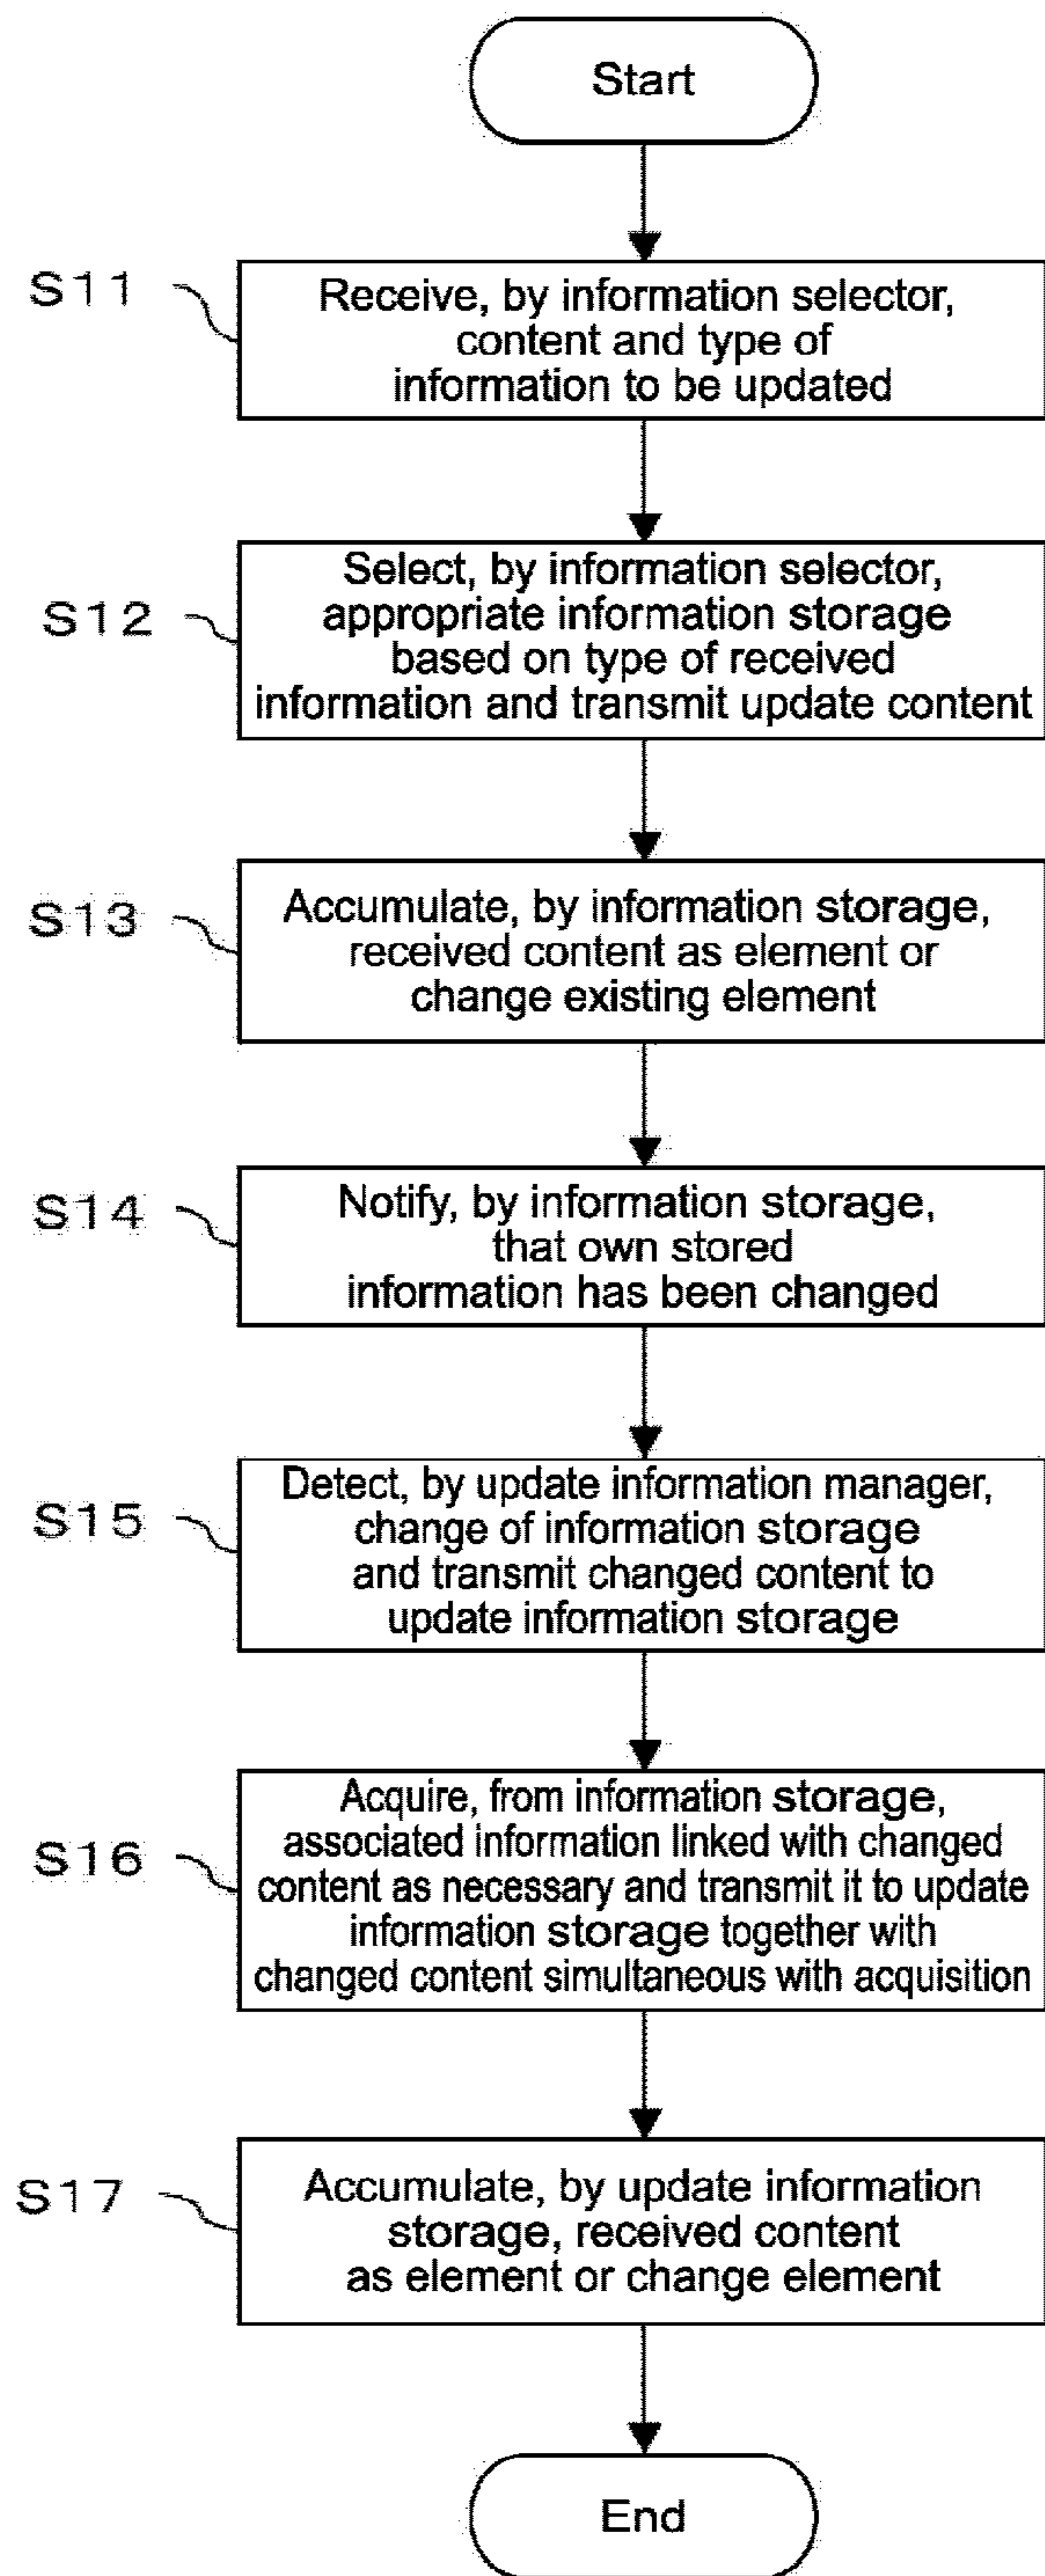 Start
S11
Receive, by information selector,
content and type of
information to be updated
S12
Select, by information selector,
appropriate information storage
based on type of received
information and transmit update content
S13
Accumulate, by information storage,
received content as element or
change existing element
S14
Notify, by information storage,
that own stored
information has been changed
S15
Detect, by update information manager,
change of information storage
and transmit changed content to
update information storage
S16
Acquire, from information storage,
associated information linked with changed
content as necessary and transmit it to update
information storage together with
changed content simultaneous with acquisition
S17
Accumulate, by update information
storage, received content
as element or change element
End